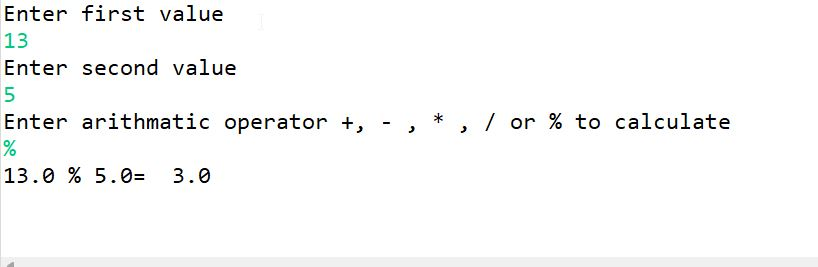 Enter first value
13
Enter second value
5
Enter arithmatic operator +, - , * , / or % to calculate
%
13.0 % 5.0=  3.0